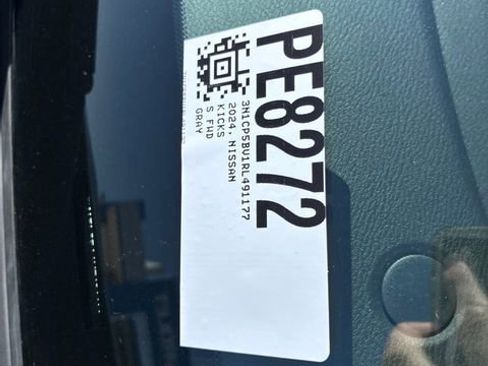 PE8272
3N1CP5BV1RL491177
2024, NISSAN
KICKS
S FWD
GRAY